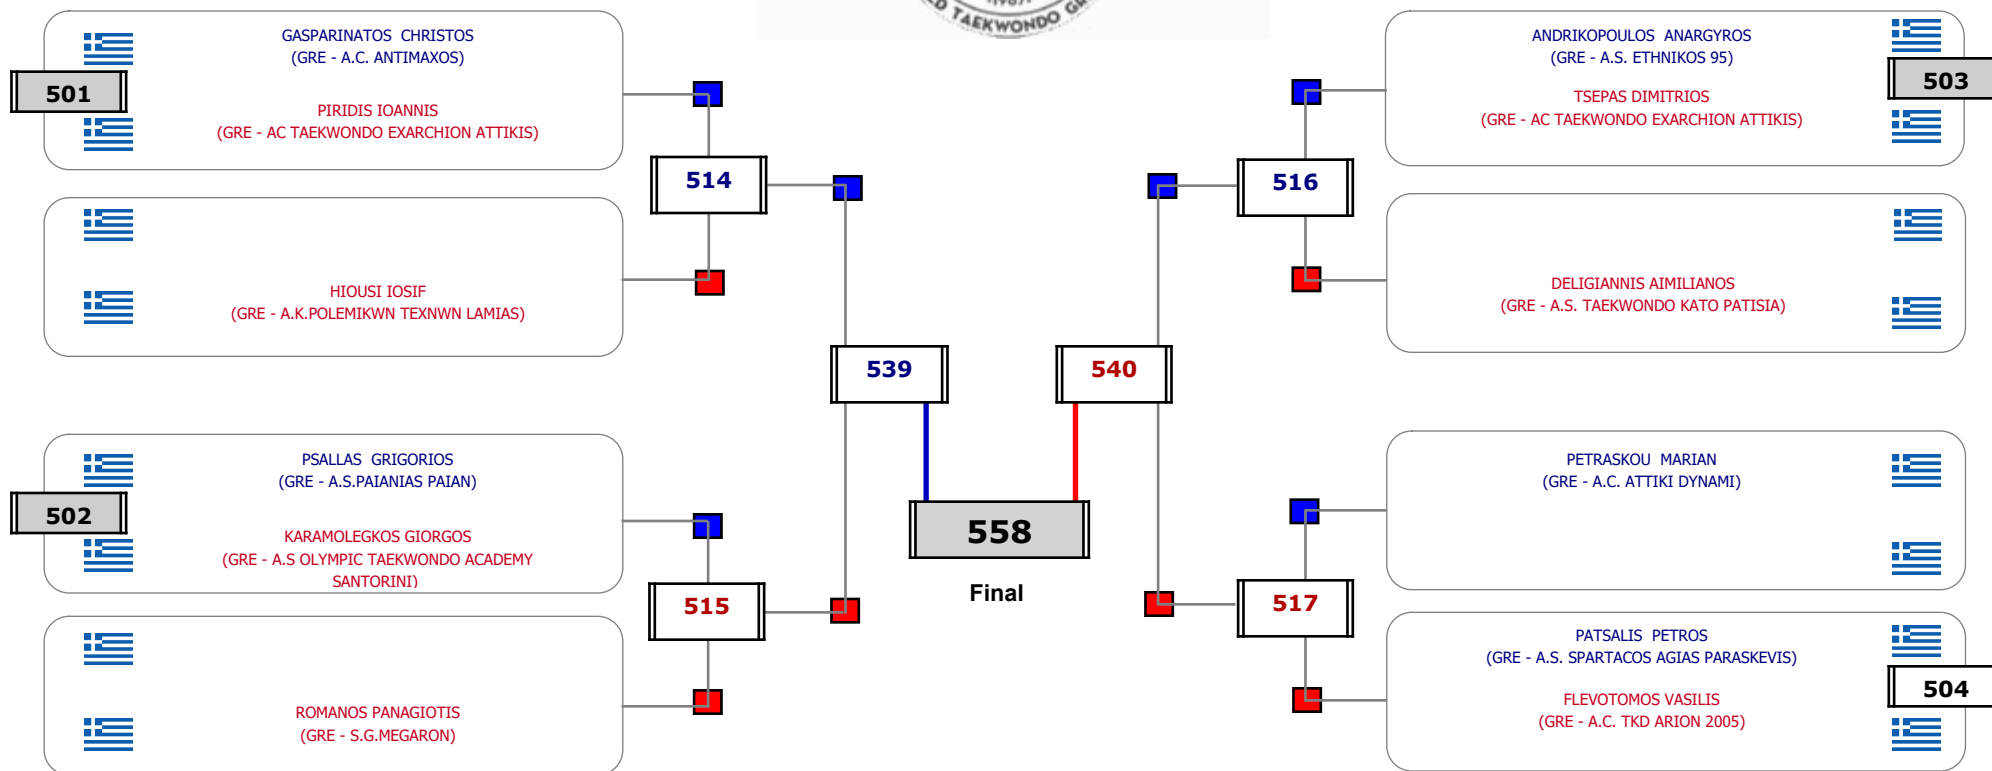 TAEKWONDO
GASPARINATOS CHRISTOS
(GRE - A.C. ANTIMAXOS)
501
PIRIDIS IOANNIS
(GRE - AC TAEKWONDO EXARCHION ATTIKIS)
514
HIOUSI IOSIF
(GRE - A.K.POLEMIKWN TEXNWN LAMIAS)
539
PSALLAS GRIGORIOS
(GRE - A.S.PAIANIAS PAIAN)
502
KARAMOLEGKOS GIORGOS
(GRE - A.S OLYMPIC TAEKWONDO ACADEMY
SANTORINI)
515
ROMANOS PANAGIOTIS
(GRE - S.G.MEGARON)
558
Final
ANDRIKOPOULOS ANARGYROS
(GRE - A.S. ETHNIKOS 95)
503
TSEPAS DIMITRIOS
(GRE - AC TAEKWONDO EXARCHION ATTIKIS)
516
DELIGIANNIS AIMILIANOS
(GRE - A.S. TAEKWONDO KATO PATISIA)
540
PETRASKOU MARIAN
(GRE - A.C. ATTIKI DYNAMI)
517
PATSALIS PETROS
(GRE - A.S. SPARTACOS AGIAS PARASKEVIS)
504
FLEVOTOMOS VASILIS
(GRE - A.C. TKD ARION 2005)